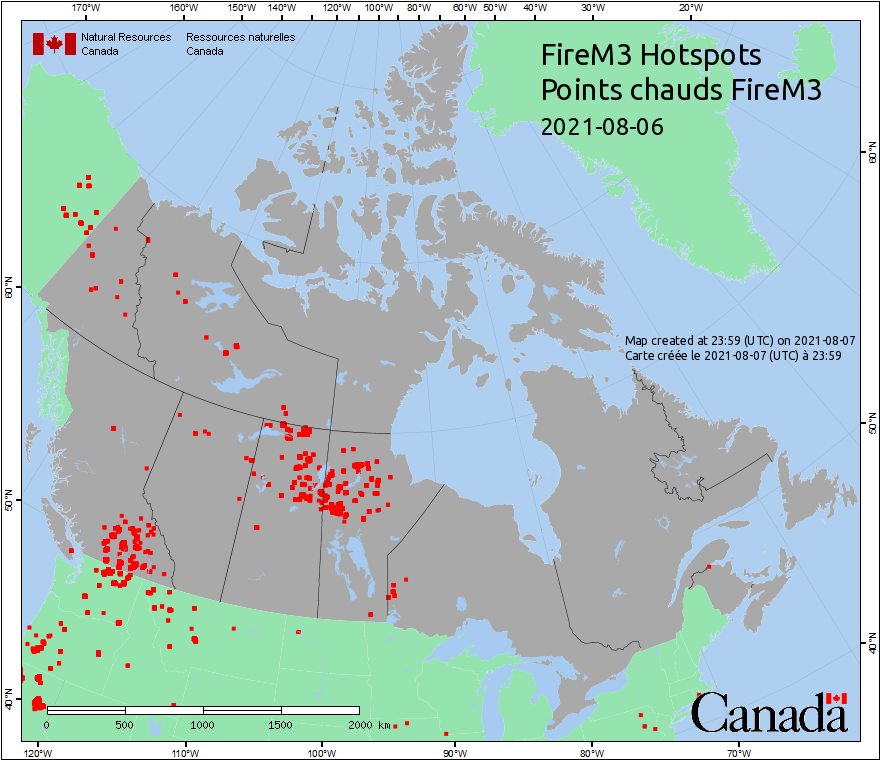 170°W 160°W 150°W 140°W 120°W 100°W 80°W 60°W 50°W 40°W 30°W 20°W
Natural Resources Ressources naturelles
Canada Canada
FireM3 Hotspots
Points chauds FireM3
2021-08-06
60°N
60°N
Map created at 23:59 (UTC) on 2021-08-07
Carte créée le 2021-08-07 (UTC) à 23:59
50°N
50°N
40°N
40°N
Canada
0 500 1000 1500 2000 km
120°W 110°W 100°W 90°W 80°W 70°W